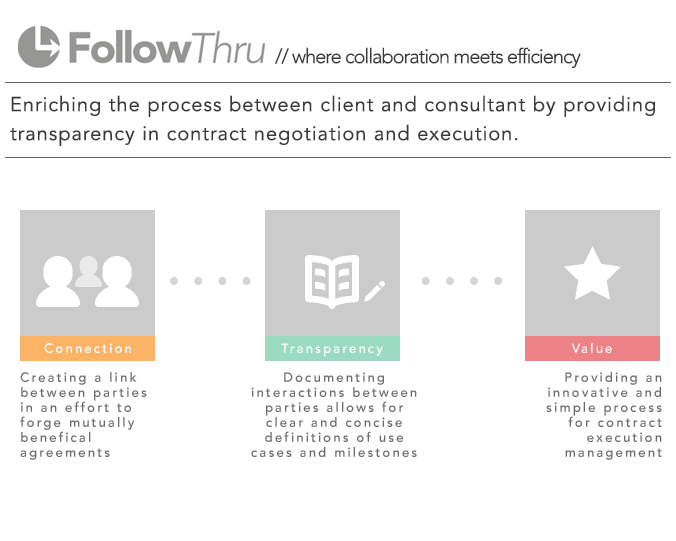 FollowThru // where collaboration meets efficiency
Enriching the process between client and consultant by providing
transparency in contract negotiation and execution.
Connection
Creating a link
between parties
in an effort to
forge mutually
benefical
agreements
Transparency
Documenting
interactions between
parties allows for
clear and concise
definitions of use
cases and milestones
Value
Providing an
innovative and
simple process
for contract
execution
management